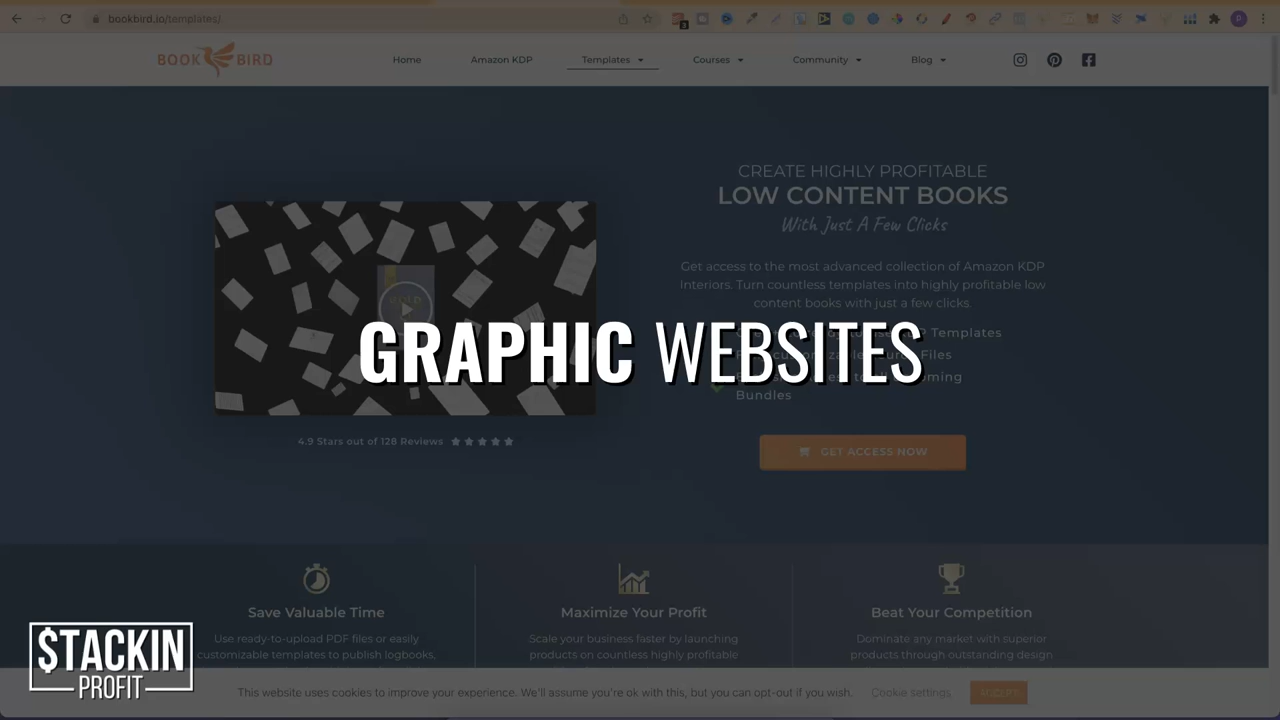 bookbird.io/templates/
BOOK BIRD
Home
Amazon KDP
Templates
Courses
Community
Blog
CREATE HIGHLY PROFITABLE
LOW CONTENT BOOKS
With Just A Few Clicks
Get access to the most advanced collection of Amazon KDP
interiors. Turn countless templates into highly profitable low
content books with just a few clicks.
Templates
Files
Bundles
GRAPHIC WEBSITES
4.9 Stars out of 128 Reviews
GET ACCESS NOW
Save Valuable Time
Use ready-to-upload PDF files or easily
customizable templates to publish logbooks.
Maximize Your Profit
Scale your business faster by launching
products on countless highly profitable
Beat Your Competition
Dominate any market with superior
products through outstanding design
$TACKIN
PROFIT
This website uses cookies to improve your experience. We'll assume you're ok with this, but you can opt-out if you wish.
Cookie settings
ACCEPT